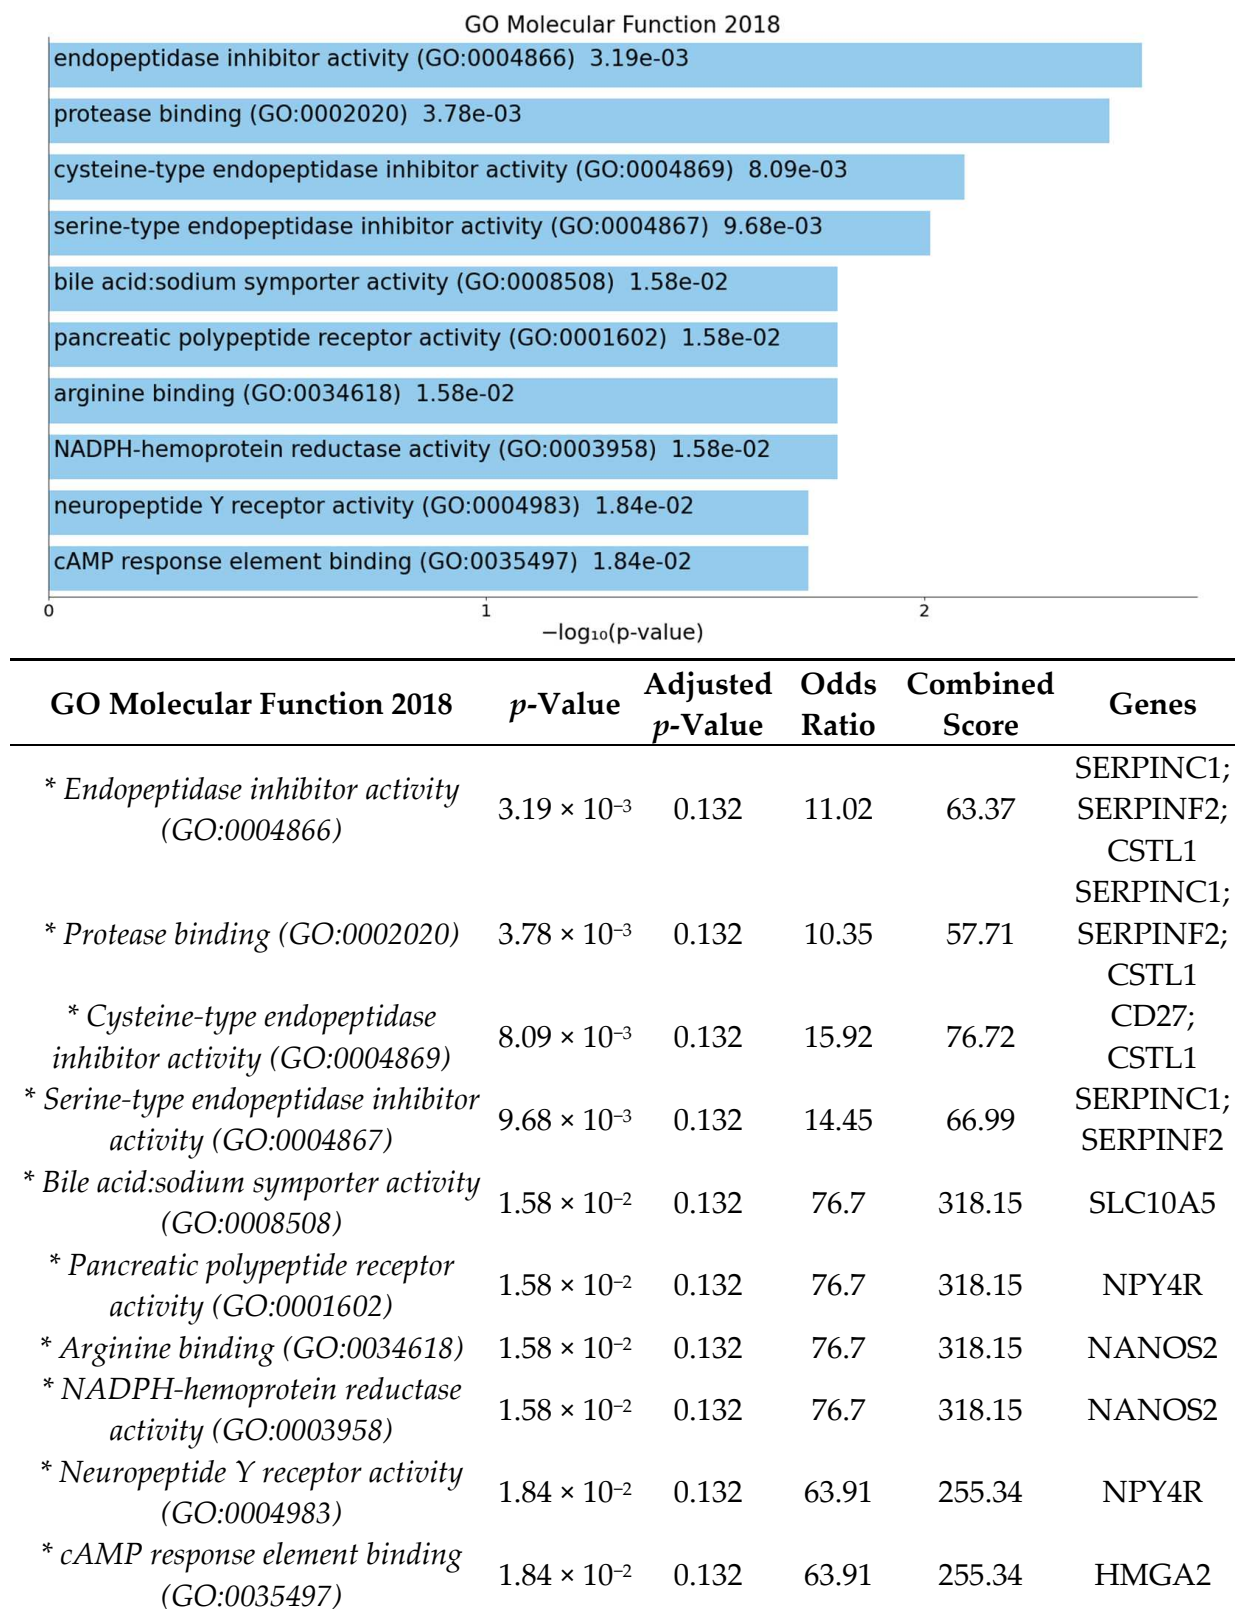 GO Molecular Function 2018
endopeptidase inhibitor activity (GO:0004866) 3.19e-03
protease binding (GO:0002020) 3.78e-03
cysteine-type endopeptidase inhibitor activity (GO:0004869) 8.09e-03
serine-type endopeptidase inhibitor activity (GO:0004867) 9.68e-03
bile acid:sodium symporter activity (GO:0008508) 1.58e-02
pancreatic polypeptide receptor activity (GO:0001602) 1.58e-02
arginine binding (GO:0034618) 1.58e-02
NADPH-hemoprotein reductase activity (GO:0003958) 1.58e-02
neuropeptide Y receptor activity (GO:0004983) 1.84e-02
cAMP response element binding (GO:0035497) 1.84e-02
0 1 2
−log₁₀(p-value)
GO Molecular Function 2018 p-Value Adjusted p-Value Odds Ratio Combined Score Genes
* Endopeptidase inhibitor activity (GO:0004866) 3.19 × 10⁻³ 0.132 11.02 63.37 SERPINC1; SERPINF2; CSTL1
* Protease binding (GO:0002020) 3.78 × 10⁻³ 0.132 10.35 57.71 SERPINC1; SERPINF2; CSTL1
* Cysteine-type endopeptidase inhibitor activity (GO:0004869) 8.09 × 10⁻³ 0.132 15.92 76.72 CD27; CSTL1
* Serine-type endopeptidase inhibitor activity (GO:0004867) 9.68 × 10⁻³ 0.132 14.45 66.99 SERPINC1; SERPINF2
* Bile acid:sodium symporter activity (GO:0008508) 1.58 × 10⁻² 0.132 76.7 318.15 SLC10A5
* Pancreatic polypeptide receptor activity (GO:0001602) 1.58 × 10⁻² 0.132 76.7 318.15 NPY4R
* Arginine binding (GO:0034618) 1.58 × 10⁻² 0.132 76.7 318.15 NANOS2
* NADPH-hemoprotein reductase activity (GO:0003958) 1.58 × 10⁻² 0.132 76.7 318.15 NANOS2
* Neuropeptide Y receptor activity (GO:0004983) 1.84 × 10⁻² 0.132 63.91 255.34 NPY4R
* cAMP response element binding (GO:0035497) 1.84 × 10⁻² 0.132 63.91 255.34 HMGA2